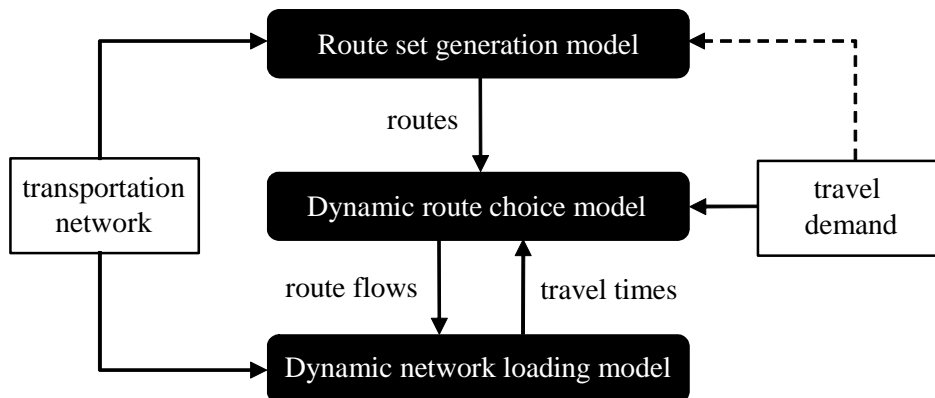 Route set generation model
routes
transportation
network
Dynamic route choice model
travel
demand
route flows
travel times
Dynamic network loading model